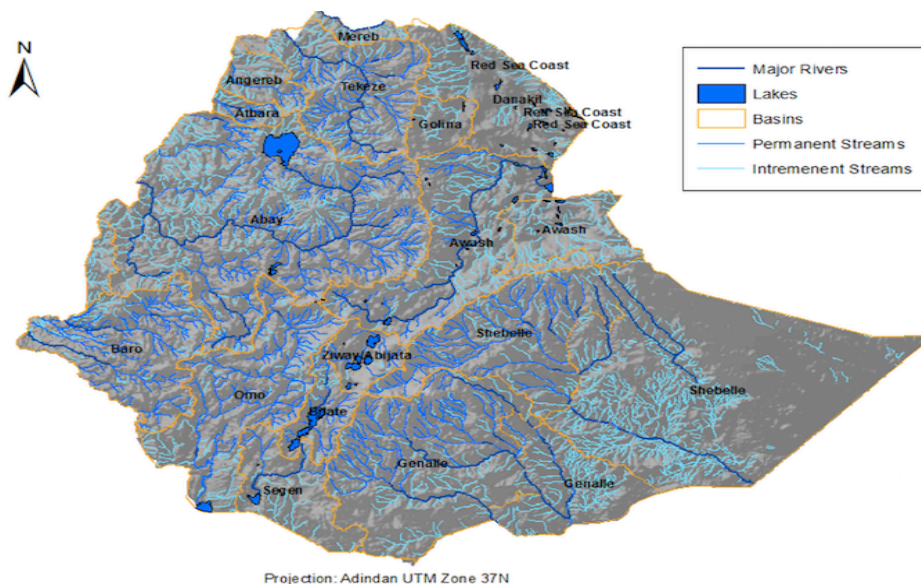 N
Mereb
Red Sea Coast
Angereb
Tekeze
Danakil
Atbara
Red Sea Coast
Golina
Red Sea Coast
Abay
Awash
Awash
Shebelle
Baro
Ziway/Abijata
Omo
Bilate
Shebelle
Genalle
Genalle
Segen
Major Rivers
Lakes
Basins
Permanent Streams
Intremenent Streams
Projection: Adindan UTM Zone 37N